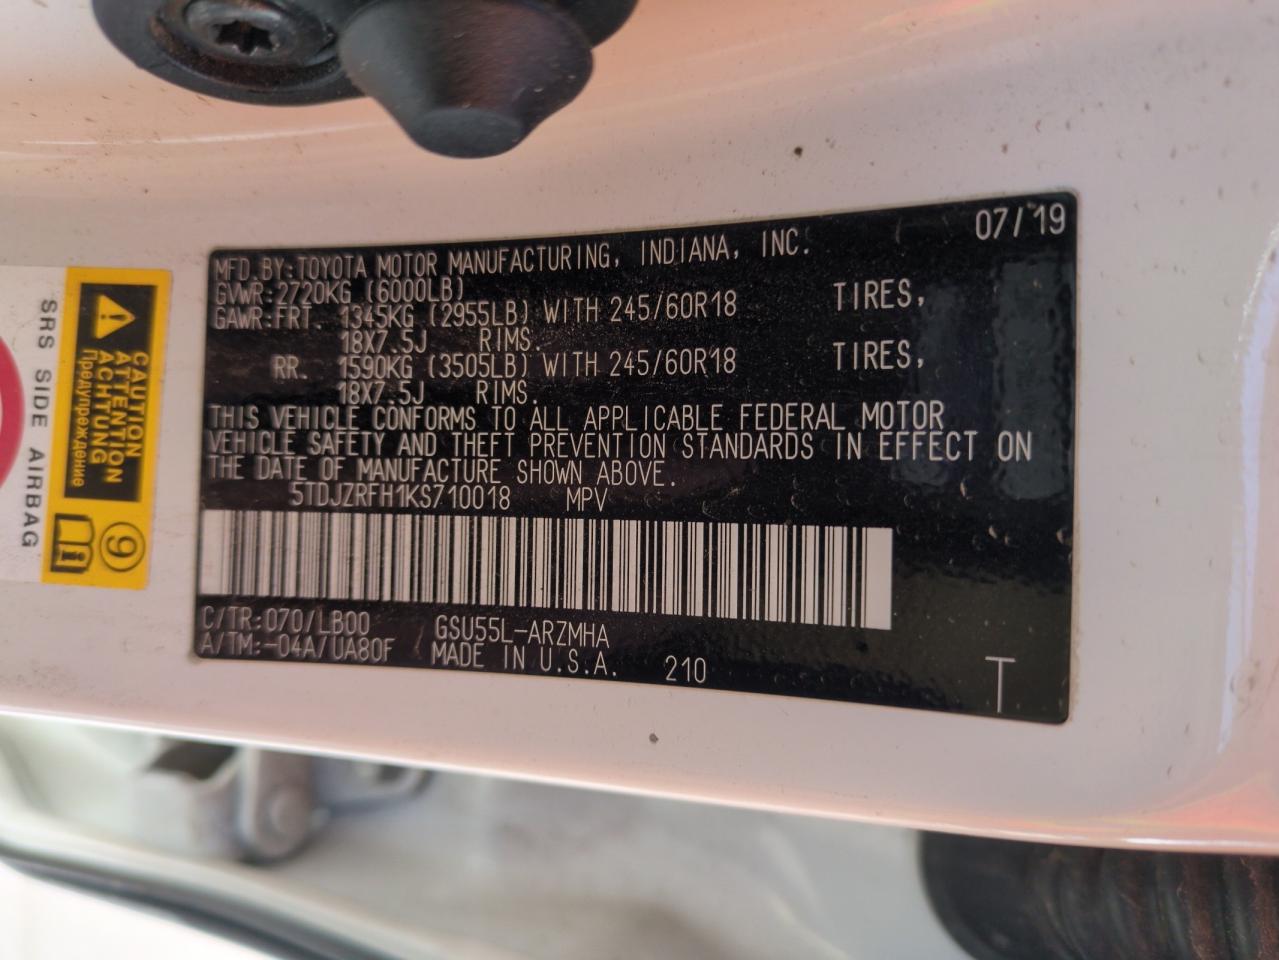 07/19
MFD.BY:TOYOTA MOTOR MANUFACTURING, INDIANA, INC.
GVWR:2720KG (6000LB)
GAWR:FRT. 1345KG (2955LB) WITH 245/60R18 TIRES,
18X7.5J RIMS.
RR. 1590KG (3505LB) WITH 245/60R18 TIRES,
18X7.5J RIMS.
THIS VEHICLE CONFORMS TO ALL APPLICABLE FEDERAL MOTOR
VEHICLE SAFETY AND THEFT PREVENTION STANDARDS IN EFFECT ON
THE DATE OF MANUFACTURE SHOWN ABOVE.
5TDJZRFH1KS710018 MPV
C/TR:070/LB00 GSU55L-ARZMHA
A/TM:-04A/UA80F MADE IN U.S.A. 210
T
CAUTION
ATTENTION
ACHTUNG
Предупреждение
9
SRS SIDE AIRBAG